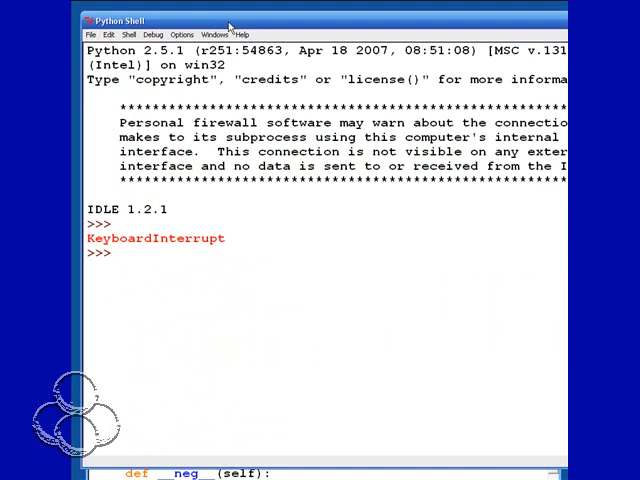 Python Shell
File Edit Shell Debug Options Windows Help
Python 2.5.1 (r251:54863, Apr 18 2007, 08:51:08) [MSC v.131
(Intel)] on win32
Type "copyright", "credits" or "license()" for more informa
****************************************************************
Personal firewall software may warn about the connectio
makes to its subprocess using this computer's internal
interface.  This connection is not visible on any exter
interface and no data is sent to or received from the I
****************************************************************
IDLE 1.2.1
>>>
KeyboardInterrupt
>>>
def __neg__(self):